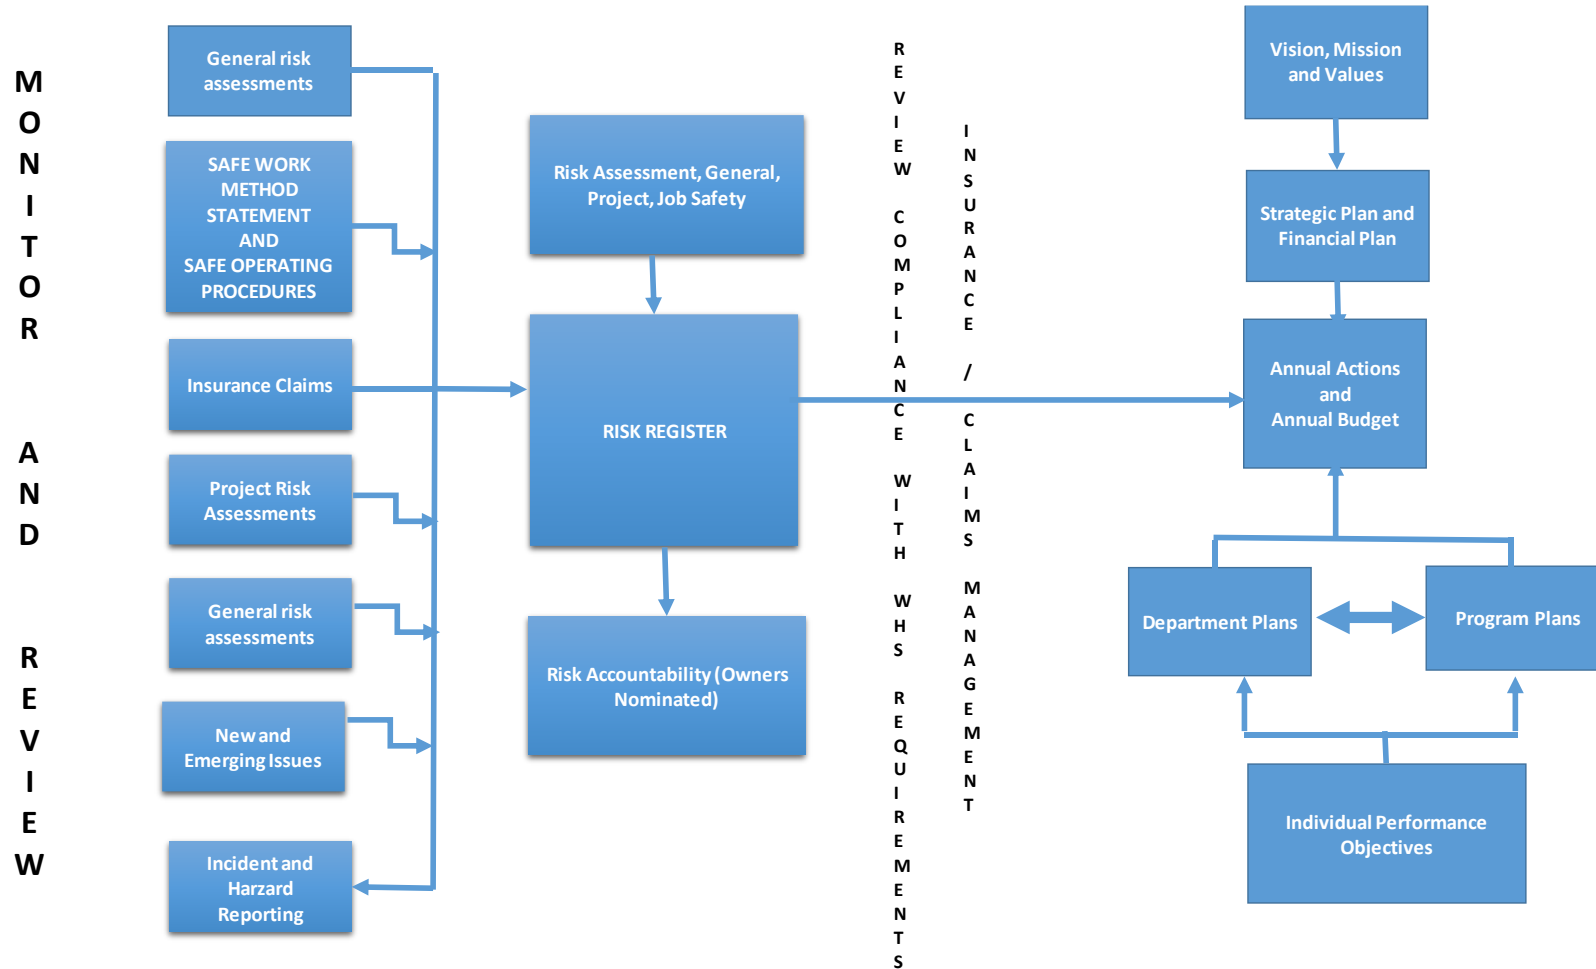 MONITOR AND REVIEW
General risk
assessments
SAFE WORK
METHOD
STATEMENT
AND
SAFE OPERATING
PROCEDURES
Insurance Claims
Project Risk
Assessments
General risk
assessments
New and
Emerging Issues
Incident and
Harzard
Reporting
Risk Assessment, General,
Project, Job Safety
RISK REGISTER
Risk Accountability (Owners
Nominated)
REVIEW COMPLIANCE WITH WHS REQUIREMENTS
INSURANCE / CLAIMS MANAGEMENT
Vision, Mission
and Values
Strategic Plan and
Financial Plan
Annual Actions
and
Annual Budget
Department Plans
Program Plans
Individual Performance
Objectives